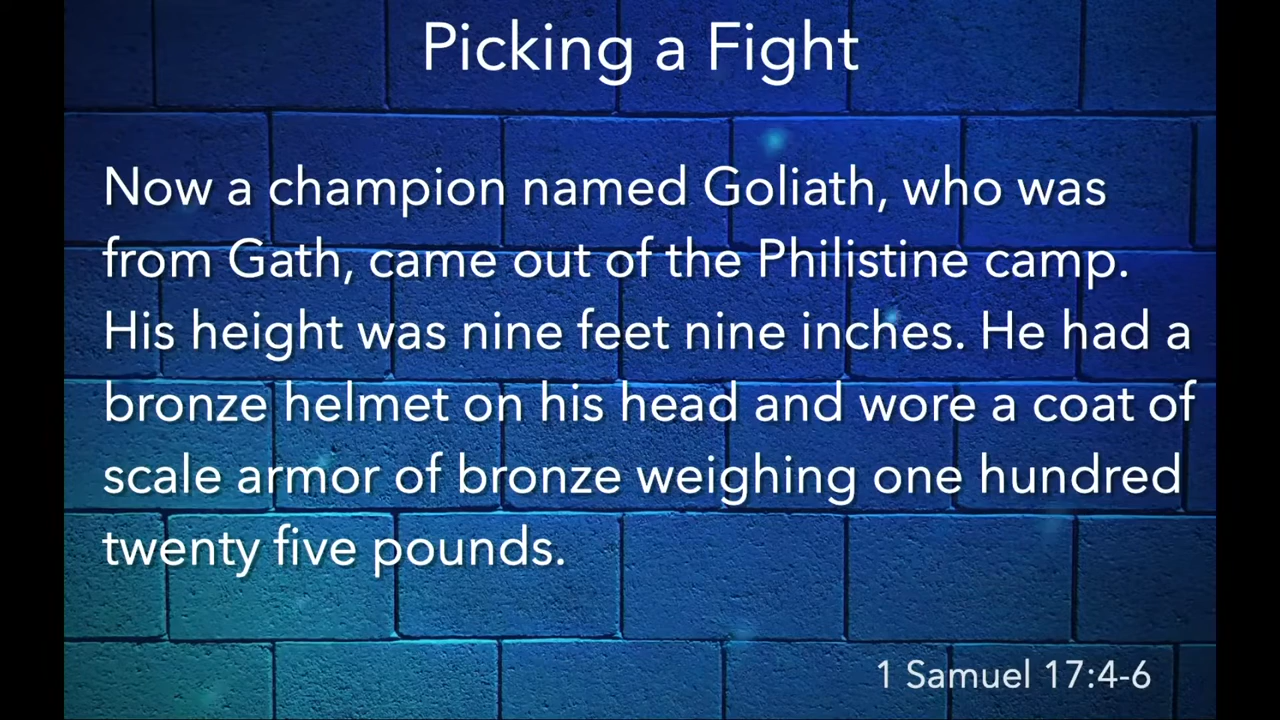 Picking a Fight
Now a champion named Goliath, who was
from Gath, came out of the Philistine camp.
His height was nine feet nine inches. He had a
bronze helmet on his head and wore a coat of
scale armor of bronze weighing one hundred
twenty five pounds.
1 Samuel 17:4-6